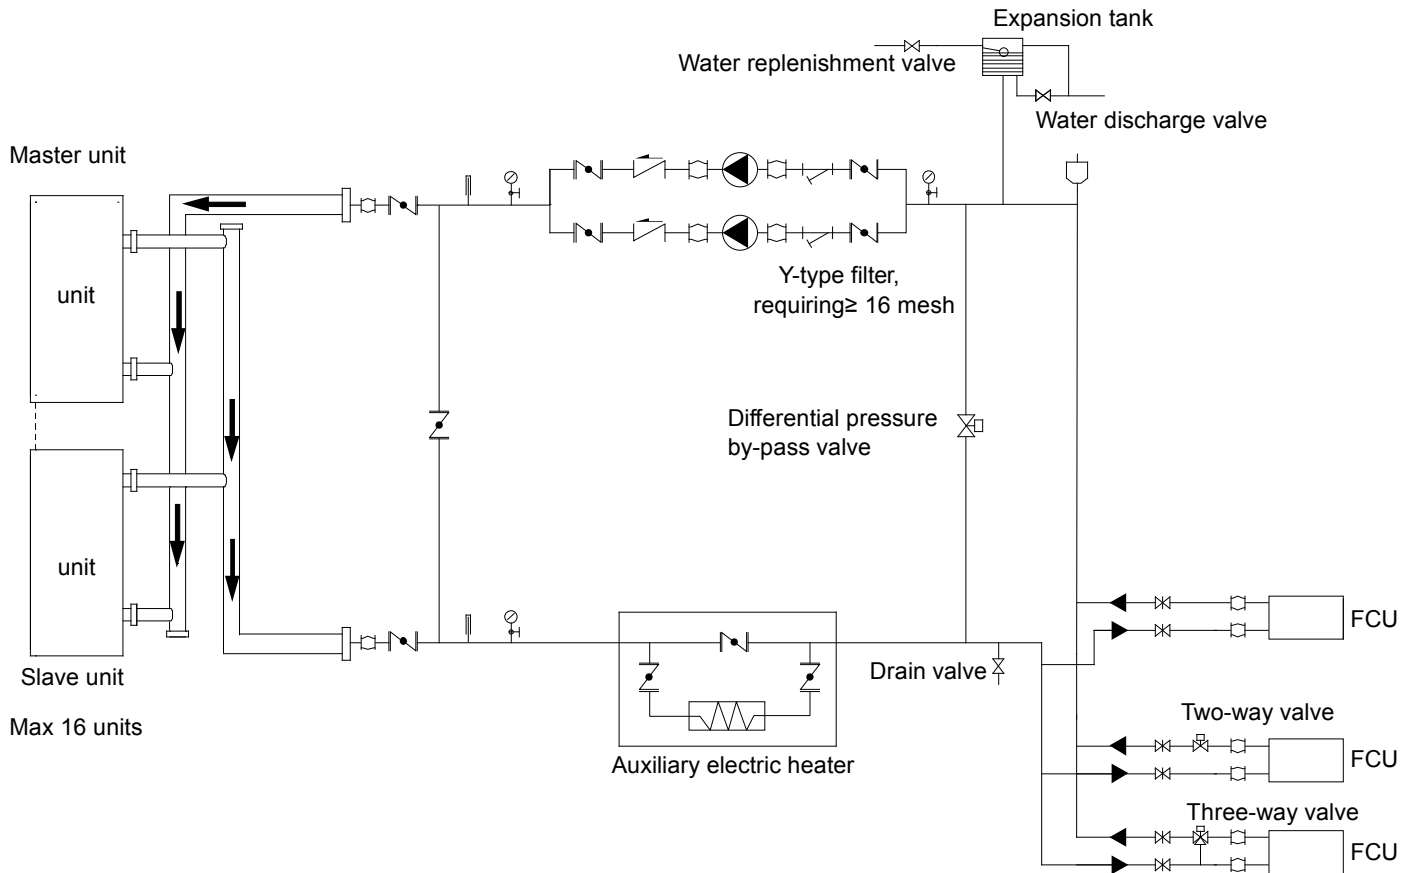 Expansion tank
Water replenishment valve
Water discharge valve
Master unit
unit
Y-type filter,
requiring≥ 16 mesh
Differential pressure
by-pass valve
unit
FCU
Slave unit
Drain valve
Max 16 units
Two-way valve
FCU
Auxiliary electric heater
Three-way valve
FCU